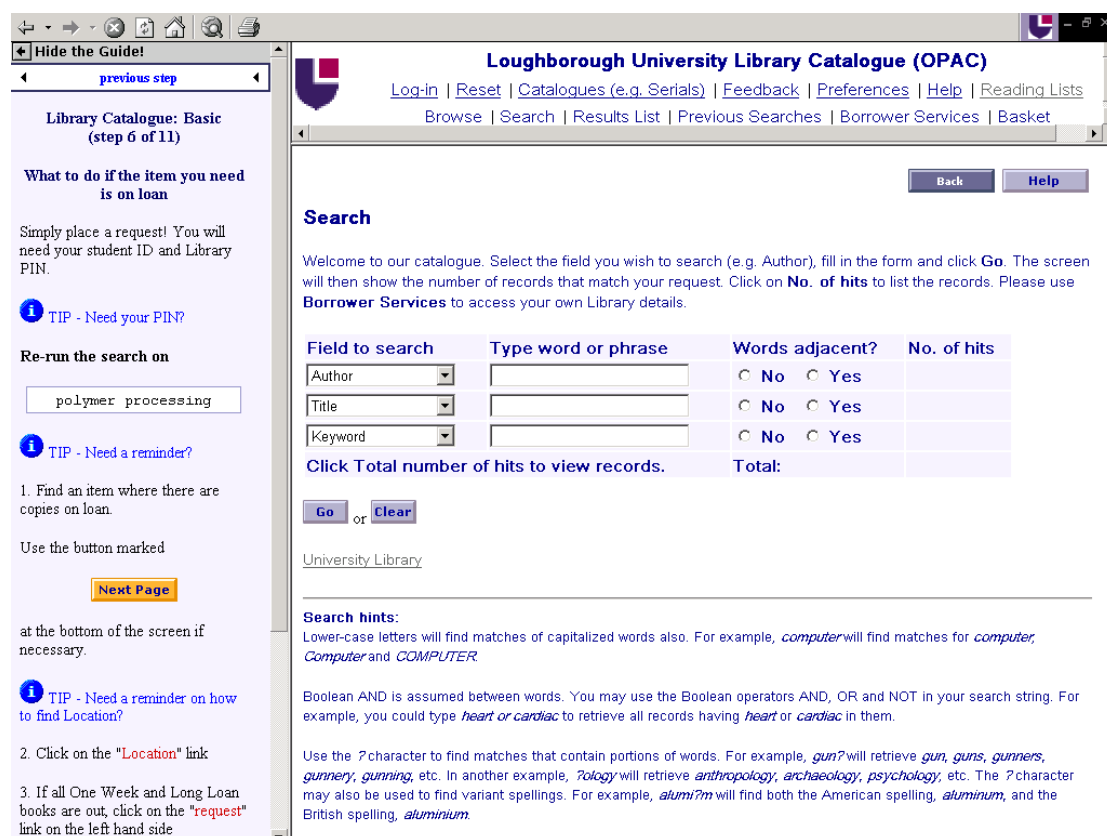 Hide the Guide!
previous step
Library Catalogue: Basic
(step 6 of 11)
What to do if the item you need
is on loan
Simply place a request! You will
need your student ID and Library
PIN.
TIP - Need your PIN?
Re-run the search on
polymer processing
TIP - Need a reminder?
1. Find an item where there are
copies on loan.
Use the button marked
Next Page
at the bottom of the screen if
necessary.
TIP - Need a reminder on how
to find Location?
2. Click on the "Location" link
3. If all One Week and Long Loan
books are out, click on the "request"
link on the left hand side
Loughborough University Library Catalogue (OPAC)
Log-in | Reset | Catalogues (e.g. Serials) | Feedback | Preferences | Help | Reading Lists
Browse | Search | Results List | Previous Searches | Borrower Services | Basket
Back Help
Search
Welcome to our catalogue. Select the field you wish to search (e.g. Author), fill in the form and click Go. The screen
will then show the number of records that match your request. Click on No. of hits to list the records. Please use
Borrower Services to access your own Library details.
Field to search Type word or phrase Words adjacent? No. of hits
Author No Yes
Title No Yes
Keyword No Yes
Click Total number of hits to view records. Total:
Go or Clear
University Library
Search hints:
Lower-case letters will find matches of capitalized words also. For example, computer will find matches for computer,
Computer and COMPUTER.
Boolean AND is assumed between words. You may use the Boolean operators AND, OR and NOT in your search string. For
example, you could type heart or cardiac to retrieve all records having heart or cardiac in them.
Use the ? character to find matches that contain portions of words. For example, gun? will retrieve gun, guns, gunners,
gunnery, gunning, etc. In another example, ?ology will retrieve anthropology, archaeology, psychology, etc. The ? character
may also be used to find variant spellings. For example, alumi?m will find both the American spelling, aluminum, and the
British spelling, aluminium.